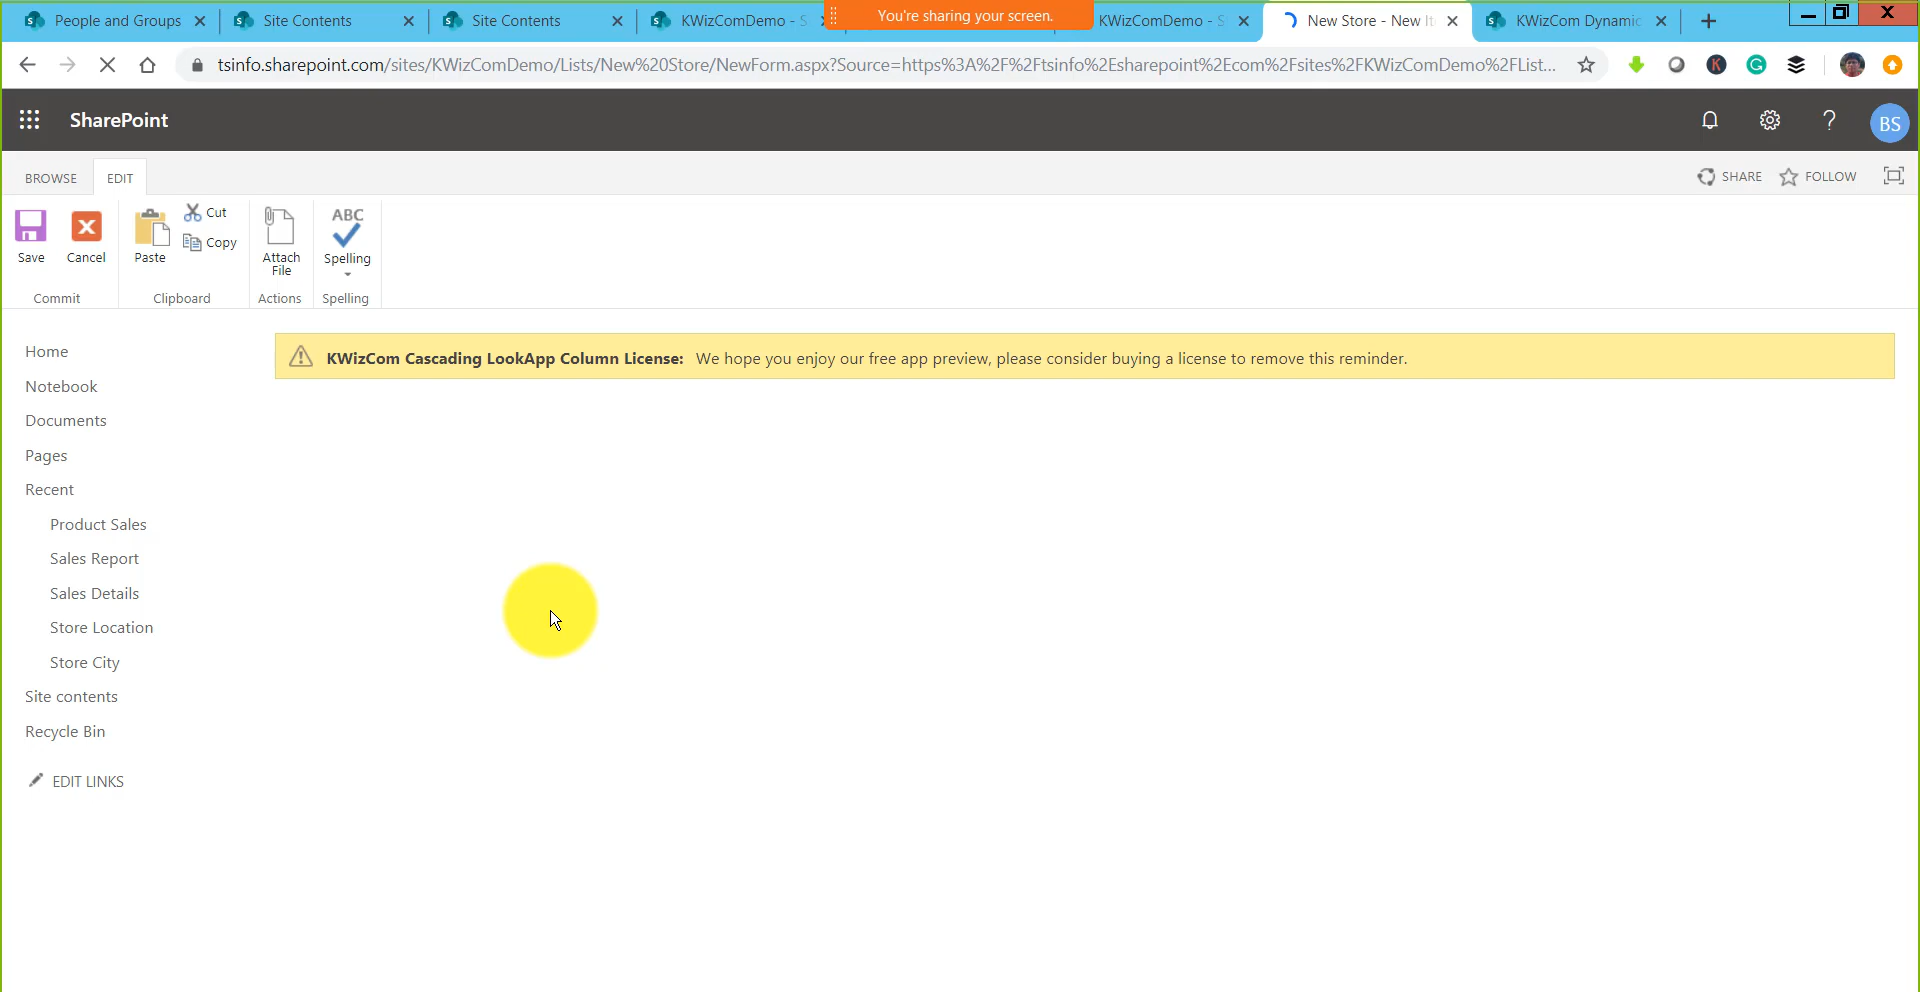 People and Groups
Site Contents
Site Contents
KWizComDemo - S
You're sharing your screen.
KWizComDemo - S
New Store - New It
KWizCom Dynamic
tsinfo.sharepoint.com/sites/KWizComDemo/Lists/New%20Store/NewForm.aspx?Source=https%3A%2F%2Ftsinfo%2Esharepoint%2Ecom%2Fsites%2FKWizComDemo%2FList...
K
SharePoint
?
BS
BROWSE
EDIT
SHARE
FOLLOW
Save
Cancel
Commit
Paste
Cut
Copy
Clipboard
Attach
File
Actions
ABC
Spelling
Spelling
Home
Notebook
Documents
Pages
Recent
Product Sales
Sales Report
Sales Details
Store Location
Store City
Site contents
Recycle Bin
EDIT LINKS
KWizCom Cascading LookApp Column License: We hope you enjoy our free app preview, please consider buying a license to remove this reminder.